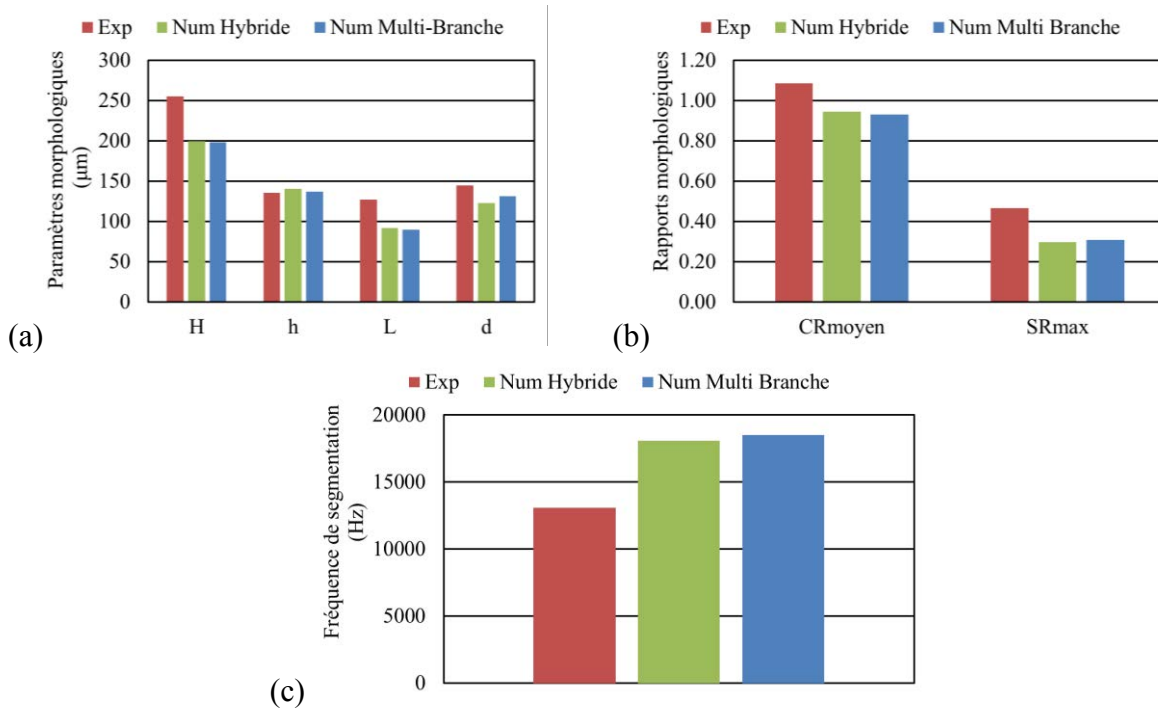 Exp Num Hybride Num Multi-Branche
Paramètres morphologiques
(µm)
300
250
200
150
100
50
0
H h L d
(a)
Exp Num Hybride Num Multi Branche
Rapports morphologiques
1.20
1.00
0.80
0.60
0.40
0.20
0.00
CRmoyen SRmax
(b)
Exp Num Hybride Num Multi Branche
Fréquence de segmentation
(Hz)
20000
15000
10000
5000
0
(c)